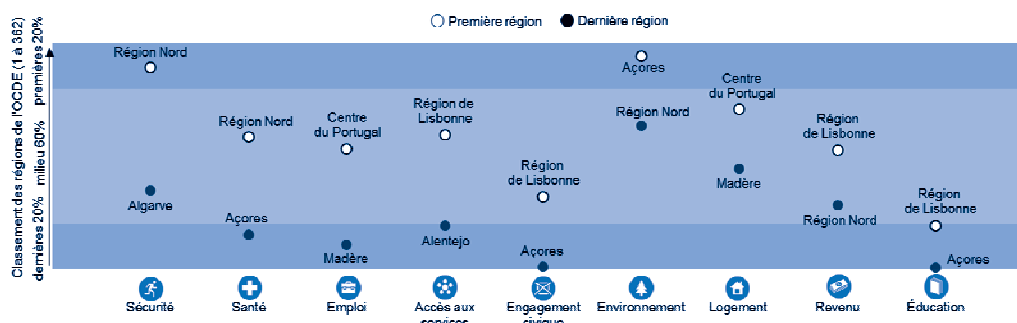 Première région
Dernière région
Classement des régions de l'OCDE (1 à 362)
dernières 20% milieu 60% premières 20%
Région Nord
Algarve
Région Nord
Açores
Centre
du Portugal
Madère
Région de
Lisbonne
Alentejo
Région
de Lisbonne
Açores
Açores
Région Nord
Centre
du Portugal
Madère
Région
de Lisbonne
Région Nord
Région
de Lisbonne
Açores
Sécurité
Santé
Emploi
Accès aux
services
Engagement
civique
Environnement
Logement
Revenu
Éducation